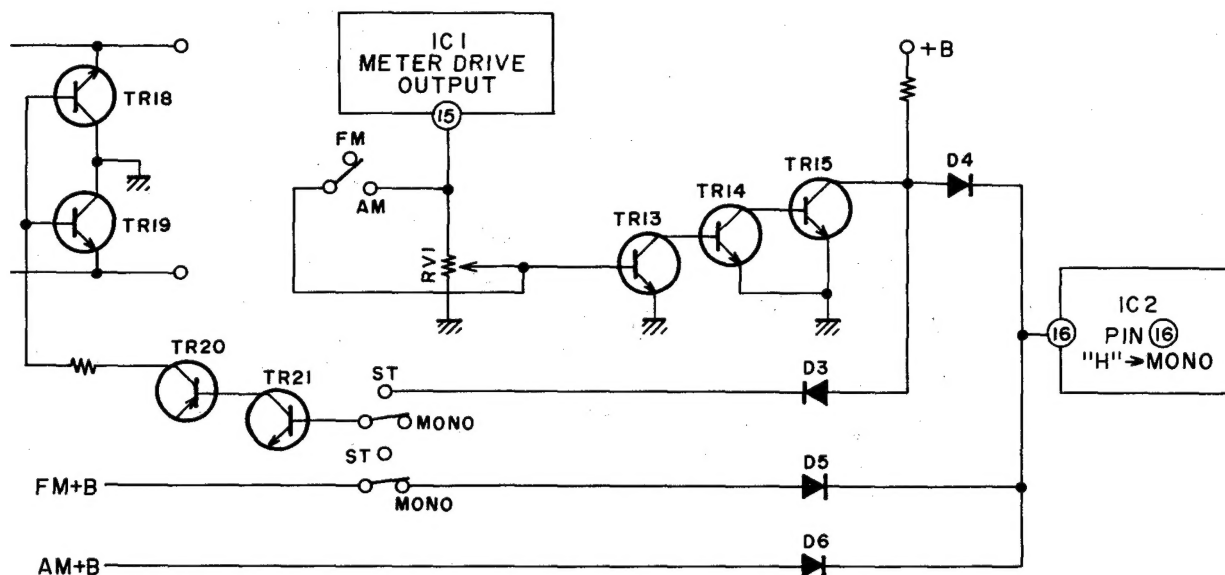 IC1
METER DRIVE
OUTPUT
15
+B
TR18
FM
AM
TR19
RV1
TR13
TR14
TR15
D4
IC2
16
PIN 16
"H"→MONO
TR20
TR21
ST
MONO
D3
ST
FM+B
MONO
D5
AM+B
D6